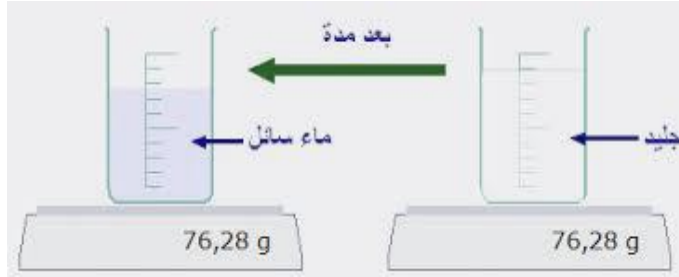 بعد مدة
جليد
ماء سائل
76,28 g
76,28 g